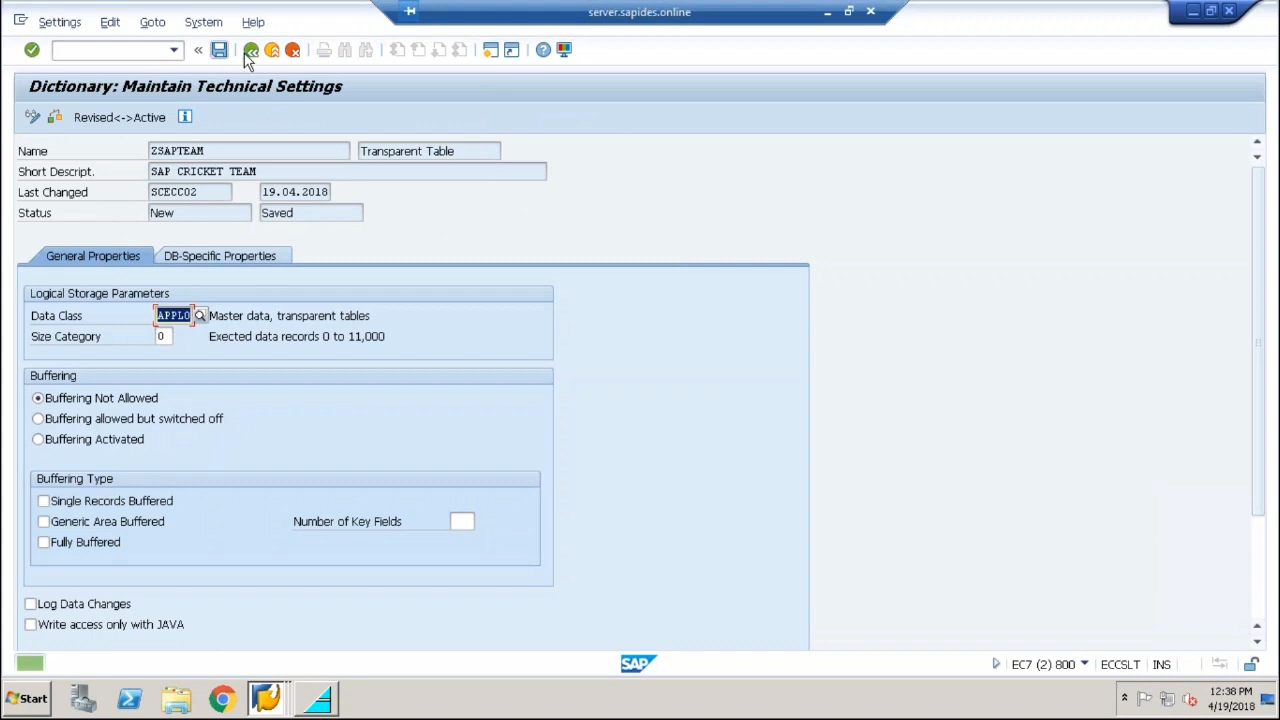 server.sapides.online
Settings Edit Goto System Help
Dictionary: Maintain Technical Settings
Revised<->Active
Name ZSAPTEAM Transparent Table
Short Descript. SAP CRICKET TEAM
Last Changed SCECC02 19.04.2018
Status New Saved
General Properties DB-Specific Properties
Logical Storage Parameters
Data Class APPL0 Master data, transparent tables
Size Category 0 Exected data records 0 to 11,000
Buffering
Buffering Not Allowed
Buffering allowed but switched off
Buffering Activated
Buffering Type
Single Records Buffered
Generic Area Buffered Number of Key Fields
Fully Buffered
Log Data Changes
Write access only with JAVA
SAP EC7 (2) 800 ECCSLT INS
Start 12:38 PM
4/19/2018